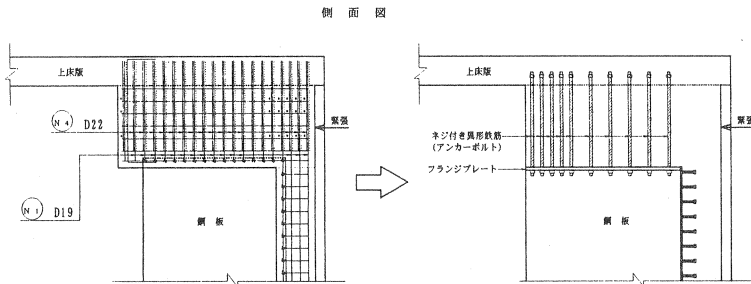 側面図
上床版
N4 D22
緊張
N1 D19
鋼板
上床版
緊張
ネジ付き異形鉄筋
(アンカーボルト)
フランジプレート
鋼板